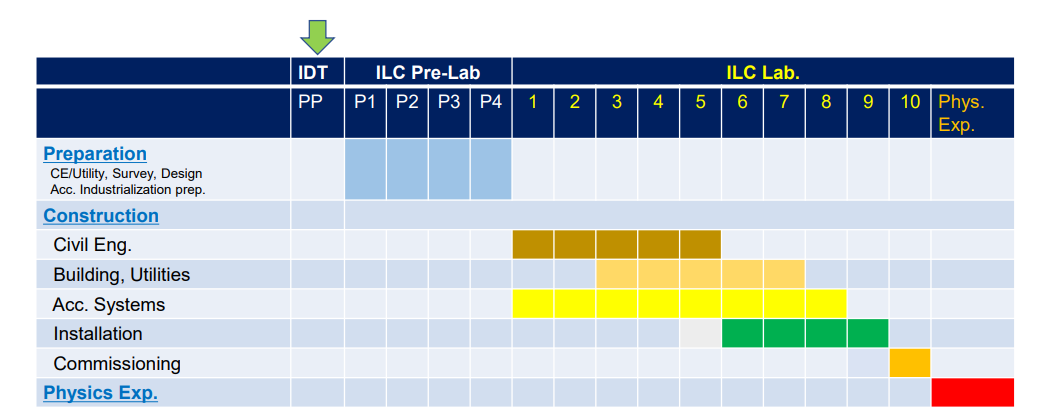 IDT ILC Pre-Lab ILC Lab.
PP P1 P2 P3 P4 1 2 3 4 5 6 7 8 9 10 Phys.
Exp.
Preparation
CE/Utility, Survey, Design
Acc. Industrialization prep.
Construction
Civil Eng.
Building, Utilities
Acc. Systems
Installation
Commissioning
Physics Exp.